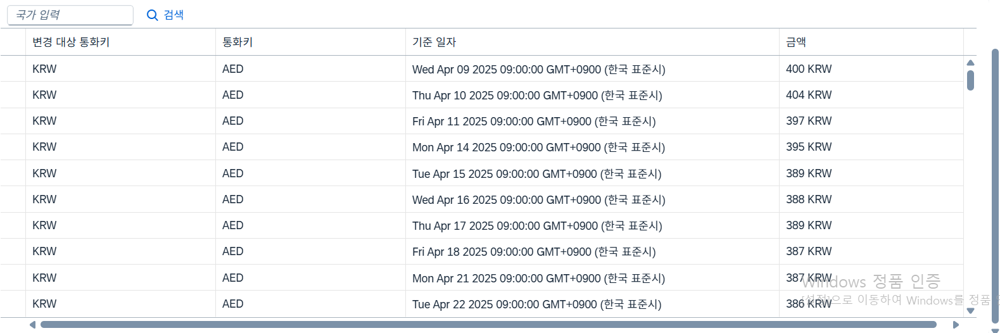 국가 입력 검색
변경 대상 통화키 통화키 기준 일자 금액
KRW AED Wed Apr 09 2025 09:00:00 GMT+0900 (한국 표준시) 400 KRW
KRW AED Thu Apr 10 2025 09:00:00 GMT+0900 (한국 표준시) 404 KRW
KRW AED Fri Apr 11 2025 09:00:00 GMT+0900 (한국 표준시) 397 KRW
KRW AED Mon Apr 14 2025 09:00:00 GMT+0900 (한국 표준시) 395 KRW
KRW AED Tue Apr 15 2025 09:00:00 GMT+0900 (한국 표준시) 389 KRW
KRW AED Wed Apr 16 2025 09:00:00 GMT+0900 (한국 표준시) 388 KRW
KRW AED Thu Apr 17 2025 09:00:00 GMT+0900 (한국 표준시) 389 KRW
KRW AED Fri Apr 18 2025 09:00:00 GMT+0900 (한국 표준시) 387 KRW
KRW AED Mon Apr 21 2025 09:00:00 GMT+0900 (한국 표준시) 387 KRW
Windows 정품 인증
[설정]으로 이동하여 Windows를 정품
KRW AED Tue Apr 22 2025 09:00:00 GMT+0900 (한국 표준시) 386 KRW